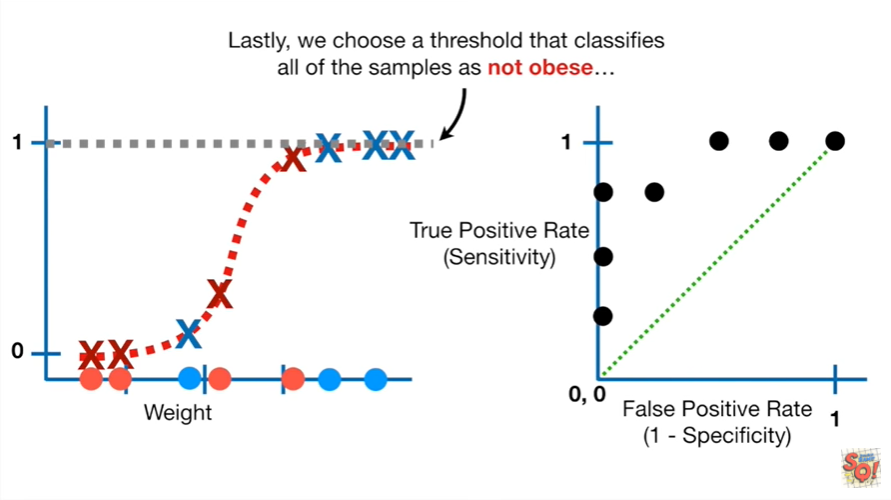 Lastly, we choose a threshold that classifies
all of the samples as not obese...
1
0
Weight
1
True Positive Rate
(Sensitivity)
0, 0
False Positive Rate
(1 - Specificity)
1
SQ!